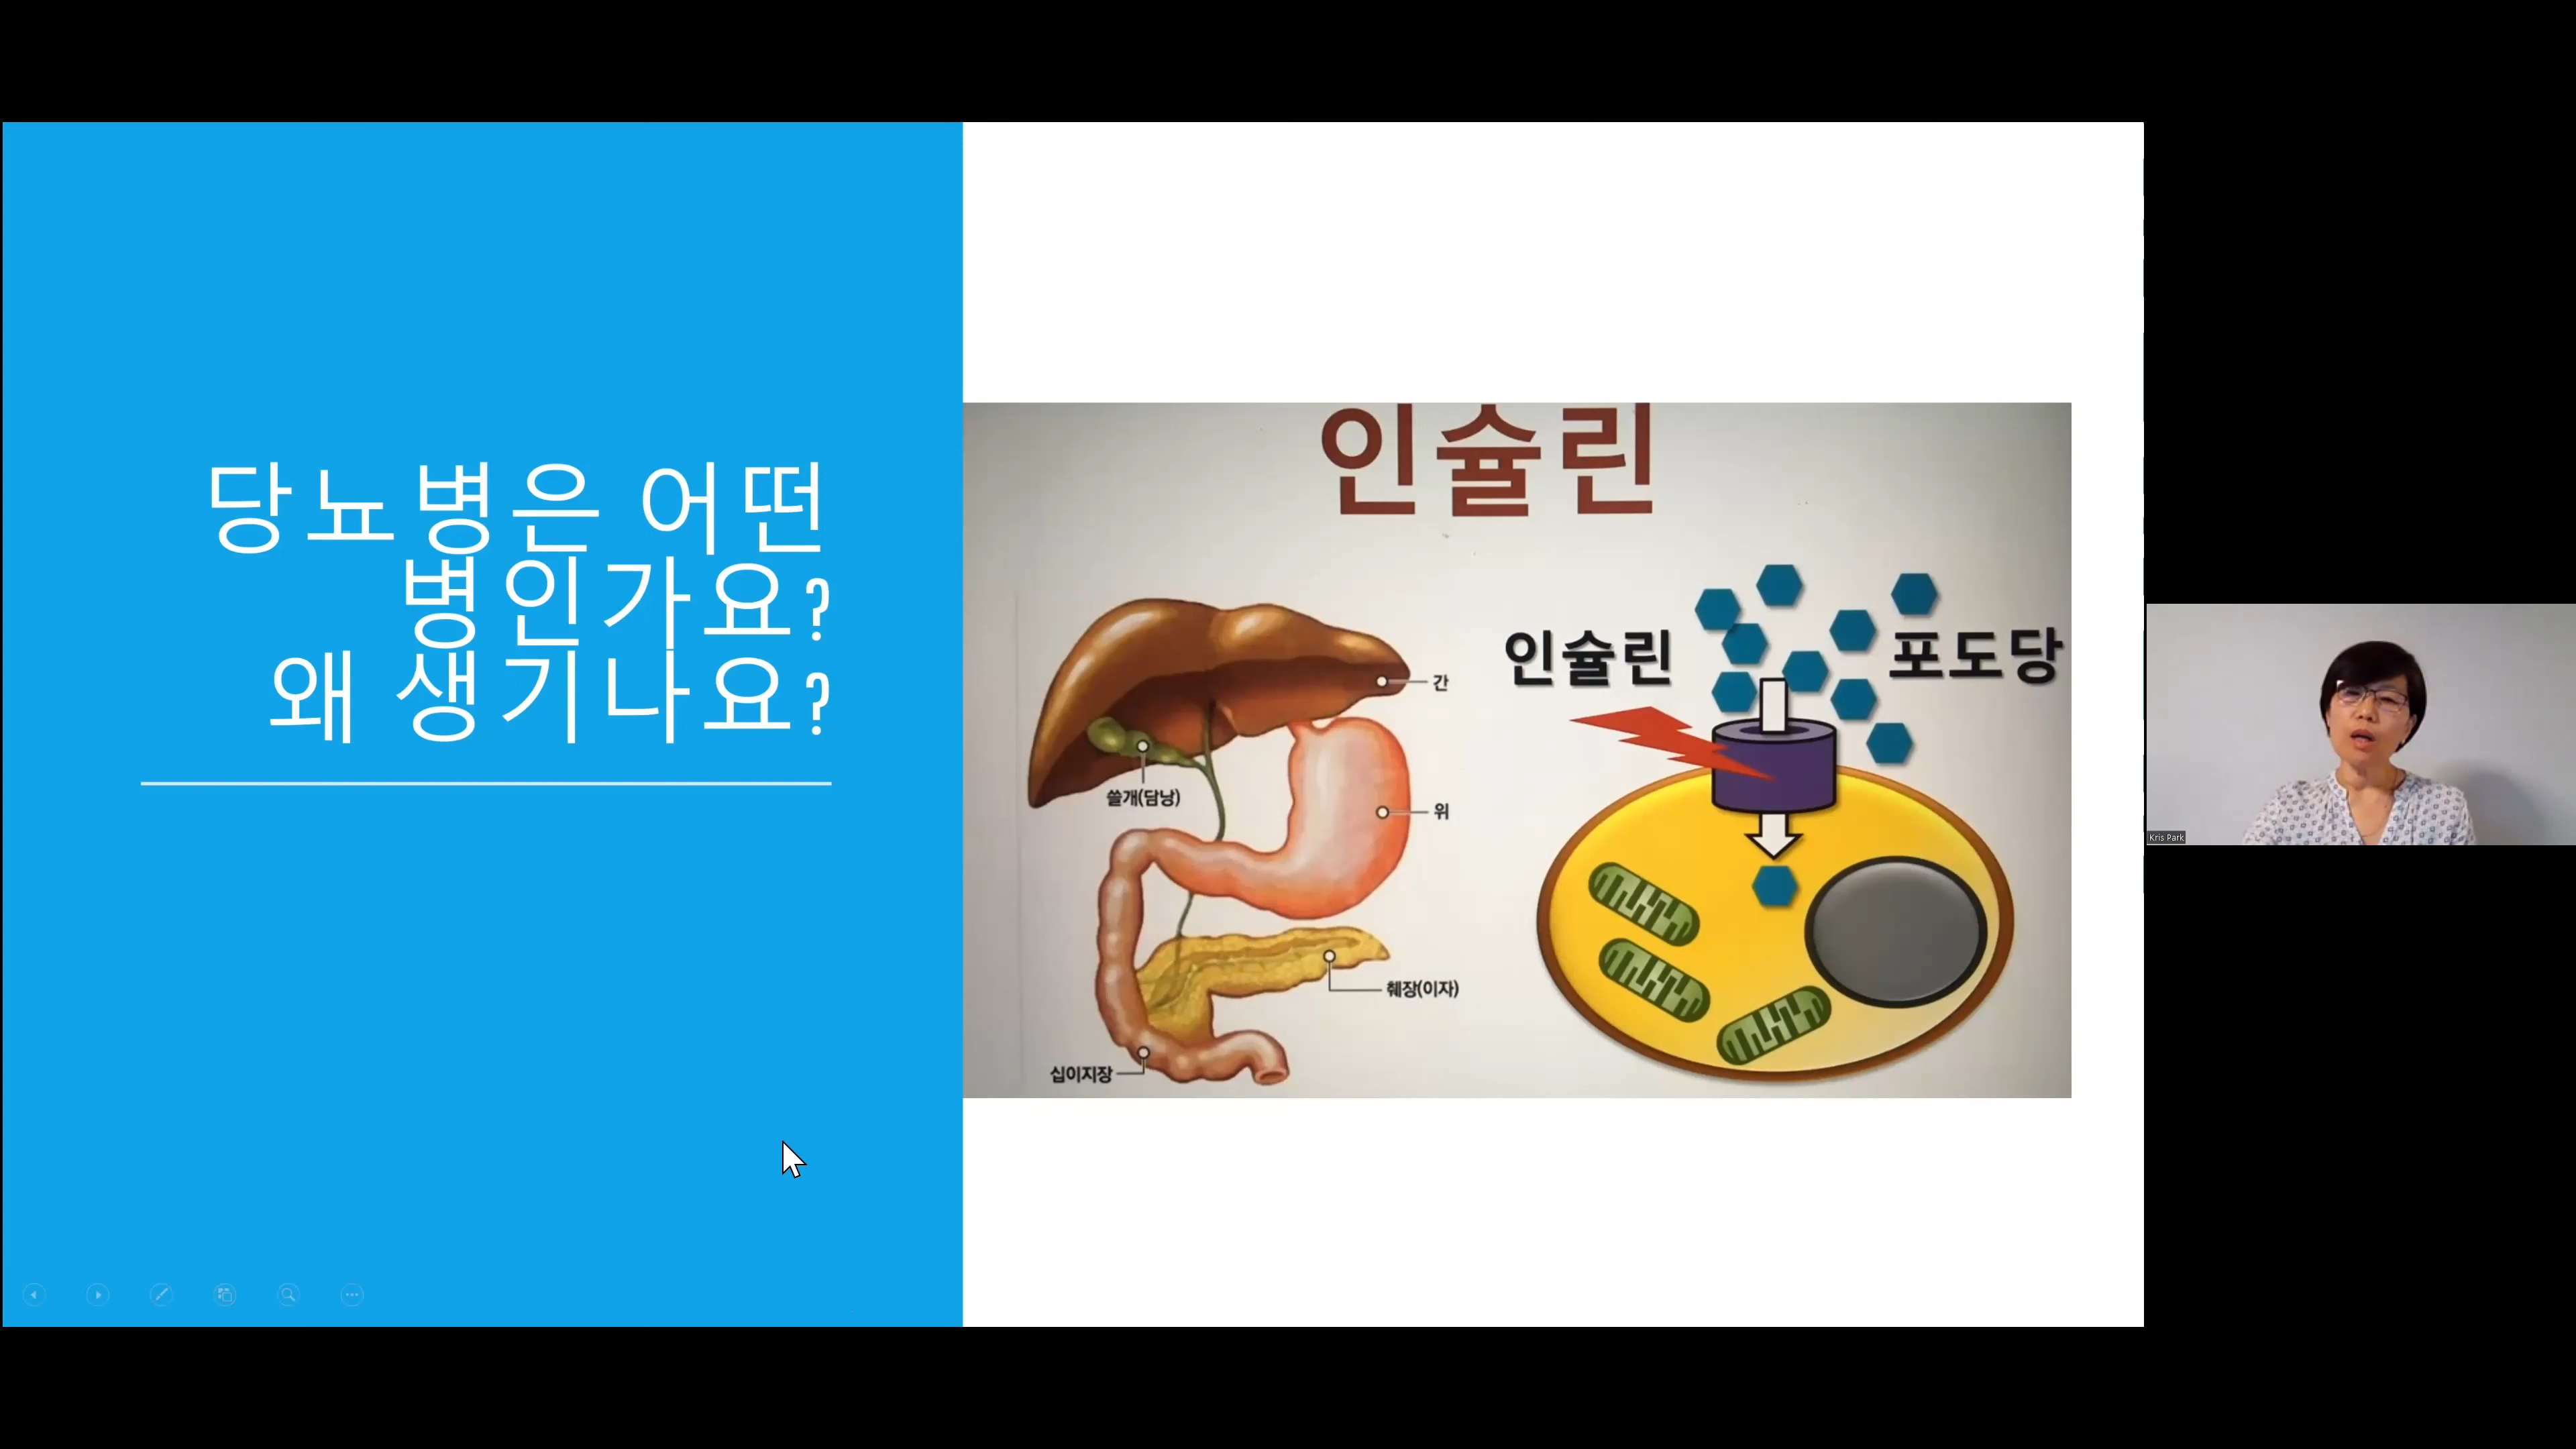 당뇨병은 어떤
병인가요?
왜 생기나요?
인슐린
간
쓸개(담낭)
위
췌장(이자)
십이지장
인슐린
포도당
Kris Park